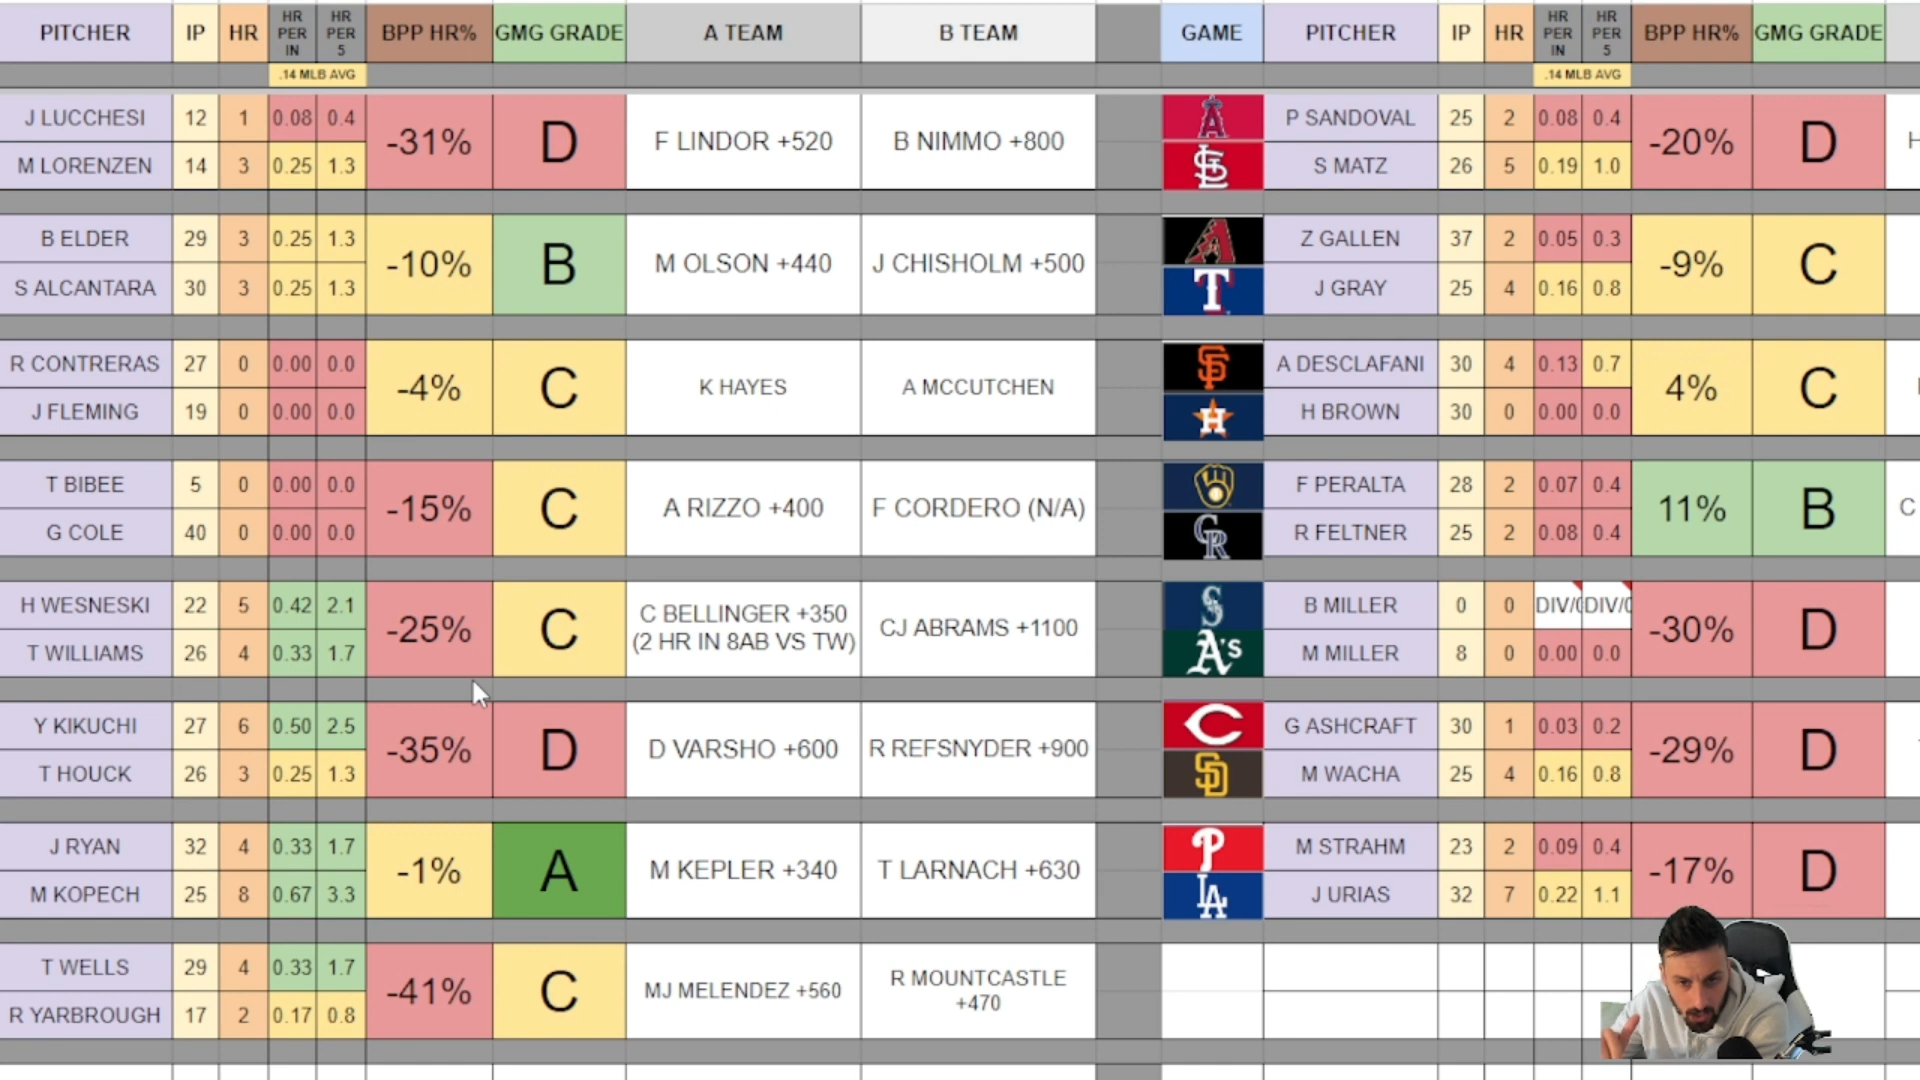 PITCHER IP HR HR PER IN HR PER 5 BPP HR% GMG GRADE A TEAM B TEAM GAME PITCHER IP HR HR PER IN HR PER 5 BPP HR% GMG GRADE
.14 MLB AVG .14 MLB AVG
J LUCCHESI 12 1 0.08 0.4 -31% D F LINDOR +520 B NIMMO +800 A P SANDOVAL 25 2 0.08 0.4 -20% D H
M LORENZEN 14 3 0.25 1.3 STL S MATZ 26 5 0.19 1.0
B ELDER 29 3 0.25 1.3 -10% B M OLSON +440 J CHISHOLM +500 A Z GALLEN 37 2 0.05 0.3 -9% C
S ALCANTARA 30 3 0.25 1.3 T J GRAY 25 4 0.16 0.8
R CONTRERAS 27 0 0.00 0.0 -4% C K HAYES A MCCUTCHEN SF A DESCLAFANI 30 4 0.13 0.7 4% C
J FLEMING 19 0 0.00 0.0 H H BROWN 30 0 0.00 0.0
T BIBEE 5 0 0.00 0.0 -15% C A RIZZO +400 F CORDERO (N/A) F PERALTA 28 2 0.07 0.4 11% B C
G COLE 40 0 0.00 0.0 CR R FELTNER 25 2 0.08 0.4
H WESNESKI 22 5 0.42 2.1 -25% C C BELLINGER +350 (2 HR IN 8AB VS TW) CJ ABRAMS +1100 S B MILLER 0 0 DIV/0 DIV/0 -30% D
T WILLIAMS 26 4 0.33 1.7 A's M MILLER 8 0 0.00 0.0
Y KIKUCHI 27 6 0.50 2.5 -35% D D VARSHO +600 R REFSNYDER +900 C G ASHCRAFT 30 1 0.03 0.2 -29% D
T HOUCK 26 3 0.25 1.3 SD M WACHA 25 4 0.16 0.8
J RYAN 32 4 0.33 1.7 -1% A M KEPLER +340 T LARNACH +630 P M STRAHM 23 2 0.09 0.4 -17% D
M KOPECH 25 8 0.67 3.3 LA J URIAS 32 7 0.22 1.1
T WELLS 29 4 0.33 1.7 -41% C MJ MELENDEZ +560 R MOUNTCASTLE +470
R YARBROUGH 17 2 0.17 0.8